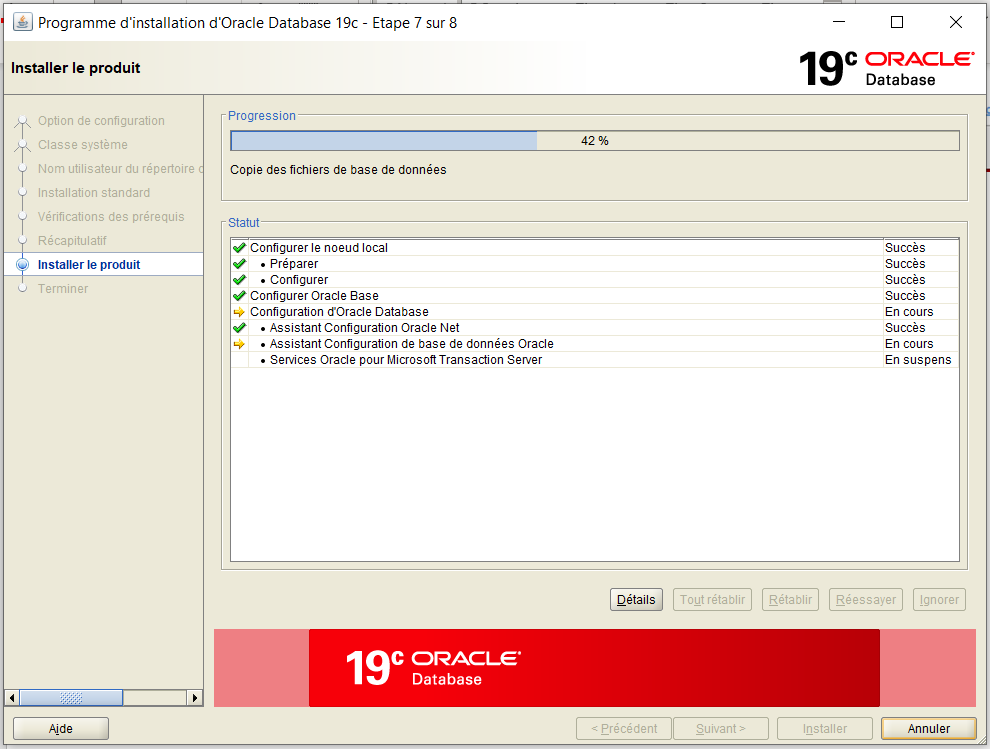 Programme d'installation d'Oracle Database 19c - Etape 7 sur 8
Installer le produit
19c ORACLE
Database
Option de configuration
Classe système
Nom utilisateur du répertoire
Installation standard
Vérifications des prérequis
Récapitulatif
Installer le produit
Terminer
Progression
42 %
Copie des fichiers de base de données
Statut
Configurer le noeud local Succès
• Préparer Succès
• Configurer Succès
Configurer Oracle Base Succès
Configuration d'Oracle Database En cours
• Assistant Configuration Oracle Net Succès
• Assistant Configuration de base de données Oracle En cours
• Services Oracle pour Microsoft Transaction Server En suspens
Détails Tout rétablir Rétablir Réessayer Ignorer
19c ORACLE
Database
Aide < Précédent Suivant > Installer Annuler